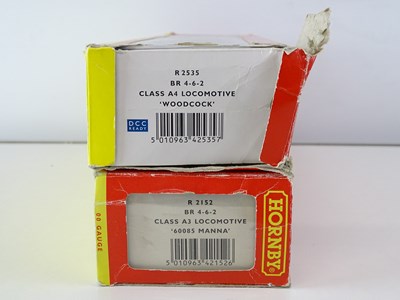 R 2535
BR 4-6-2
CLASS A4 LOCOMOTIVE
'WOODCOCK'
DCC
READY
5 010963 425357
R 2152
BR 4-6-2
CLASS A3 LOCOMOTIVE
'60085 MANNA'
5 010963 421526
00 GAUGE
HORNBY